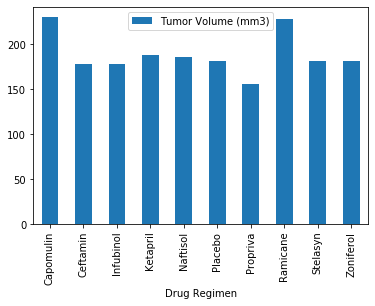 Tumor Volume (mm3)
200
150
100
50
0
Capomulin
Ceftamin
Infubinol
Ketapril
Naftisol
Placebo
Propriva
Ramicane
Stelasyn
Zoniferol
Drug Regimen